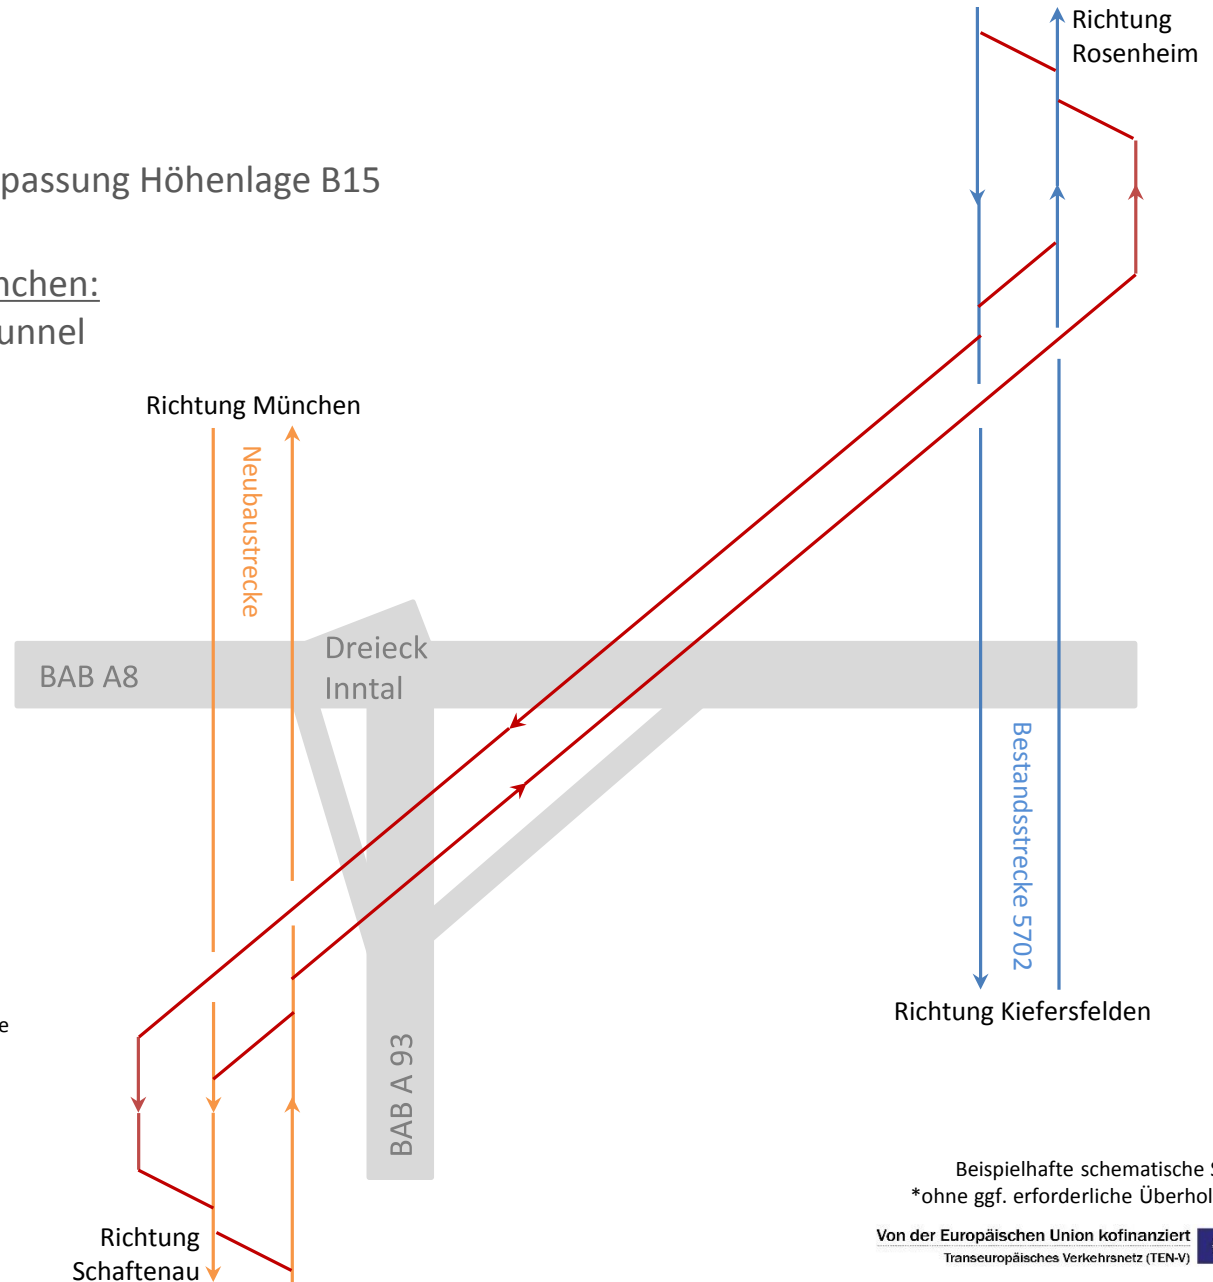 Richtung
Rosenheim
passung Höhenlage B15
nchen:
unnel
Richtung München
Neubaustrecke
Dreieck
Inntal
BAB A8
Bestandsstrecke 5702
Richtung Kiefersfelden
e
BAB A 93
Beispielhafte schematische S
*ohne ggf. erforderliche Überhol
Richtung
Schaftenau
Von der Europäischen Union kofinanziert
Transeuropäisches Verkehrsnetz (TEN-V)